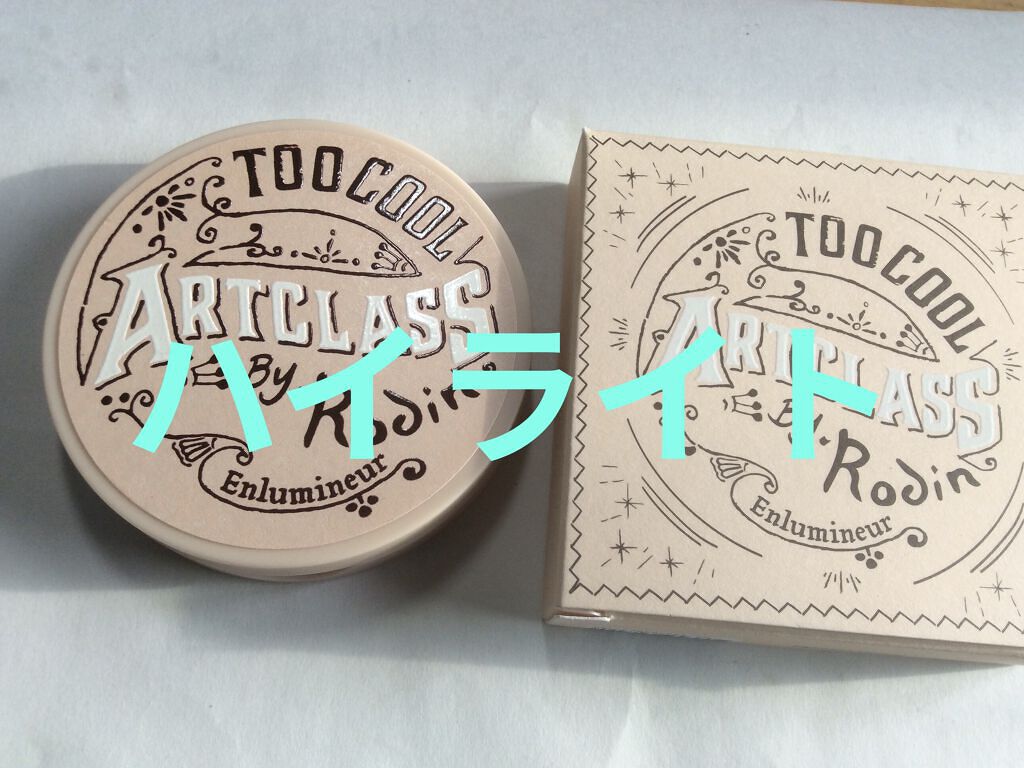 TOO COOL
ARTCLASS
By. Rodin
Enlumineur
TOO COOL
ARTCLASS
By. Rodin
Enlumineur
ハイライト